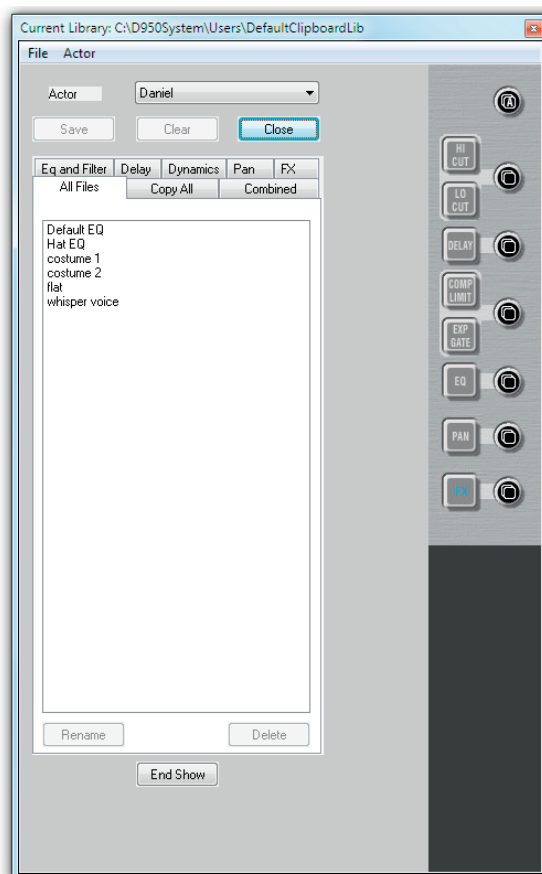 Current Library: C:\D950System\Users\DefaultClipboardLib
File Actor
Actor Daniel
Save Clear Close
Eq and Filter Delay Dynamics Pan FX
All Files Copy All Combined
Default EQ
Hat EQ
costume 1
costume 2
flat
whisper voice
Rename Delete
End Show
A
HI
CUT
LO
CUT
DELAY
COMP
LIMIT
EXP
GATE
EQ
PAN
FX